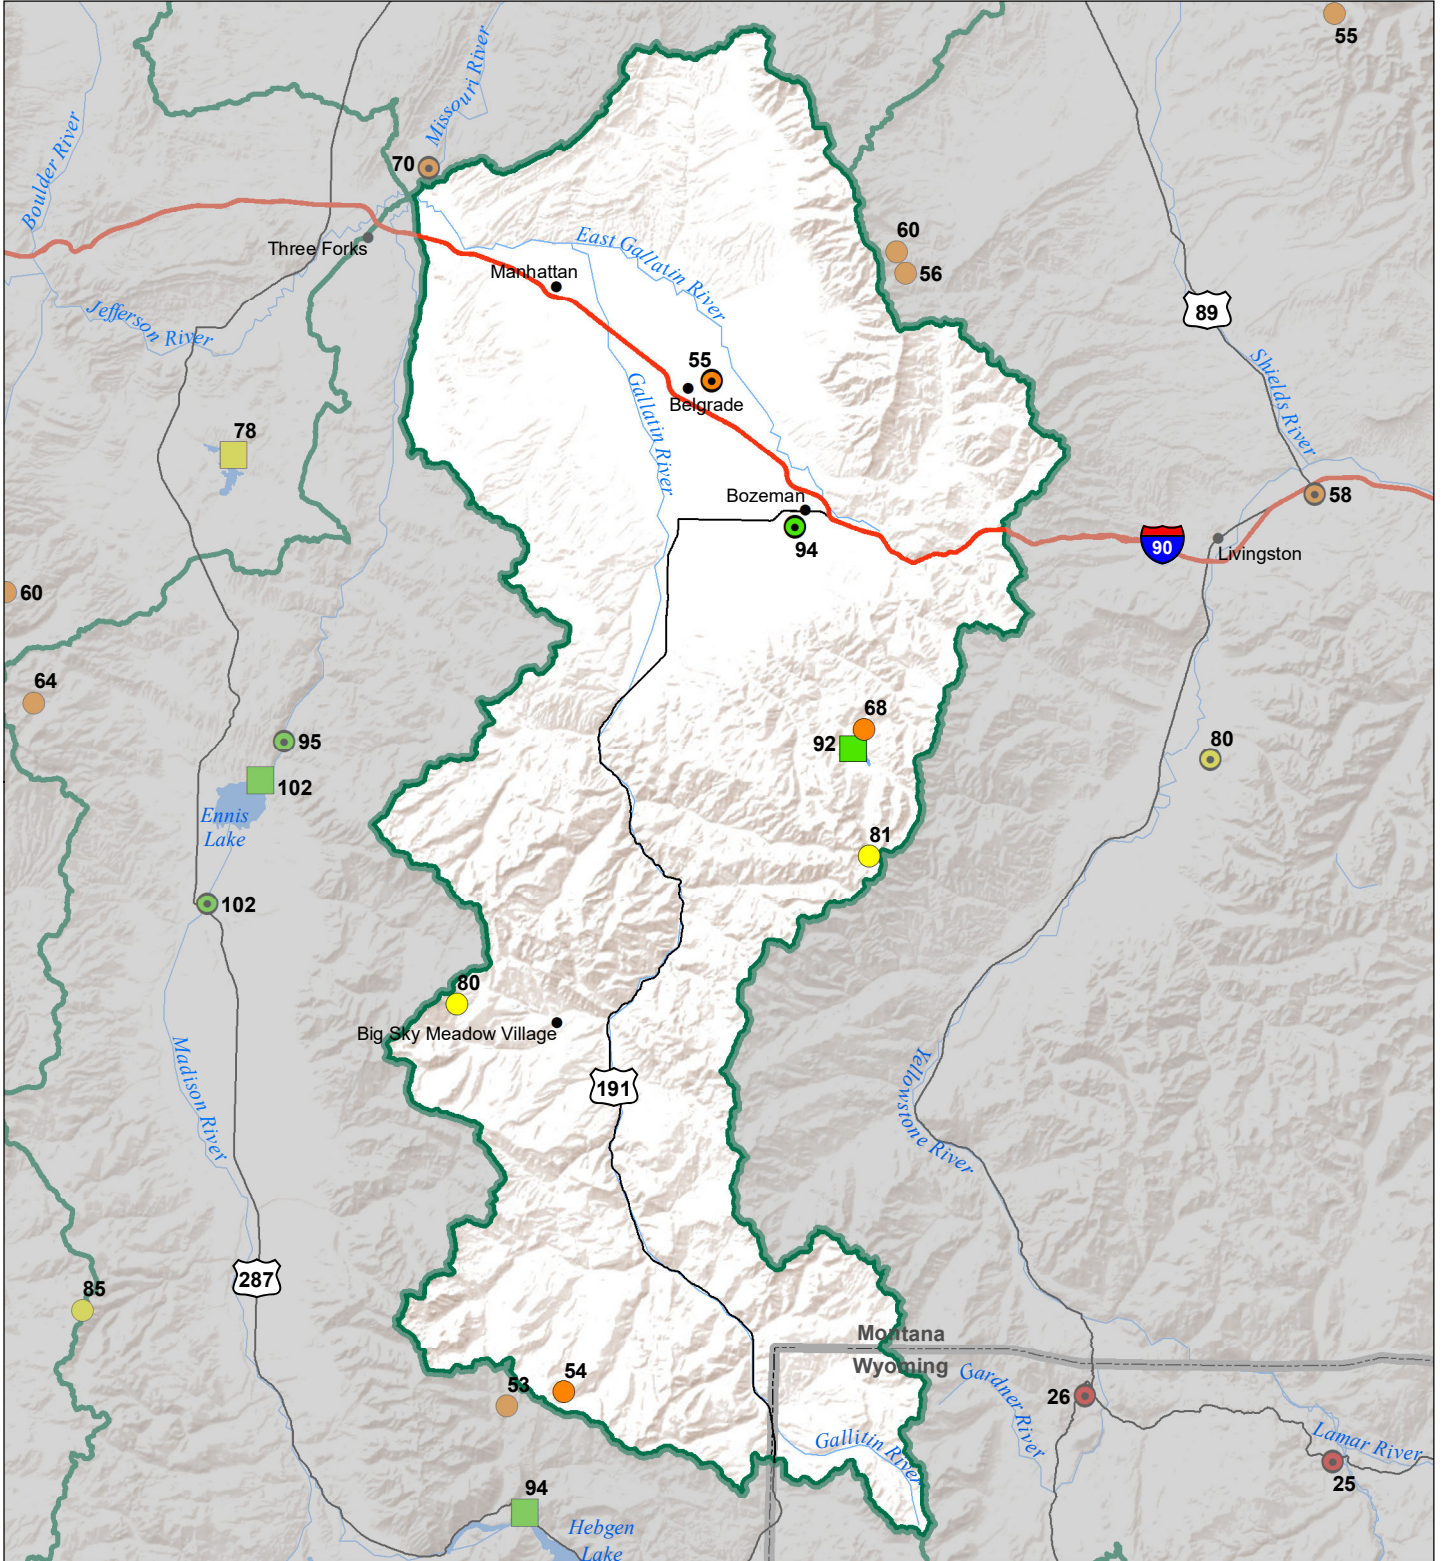 55
Missouri River
Boulder River
70
Three Forks
East Gallatin River
60
56
Manhattan
89
Jefferson River
55
Belgrade
Shields River
Gallatin River
78
Bozeman
58
94
90
Livingston
60
64
68
92
95
80
102
Ennis
Lake
81
102
80
Big Sky Meadow Village
Madison River
Yellowstone River
191
287
85
Montana
Wyoming
53
54
Gardner River
26
Gallitin River
Lamar River
25
94
Hebgen
Lake